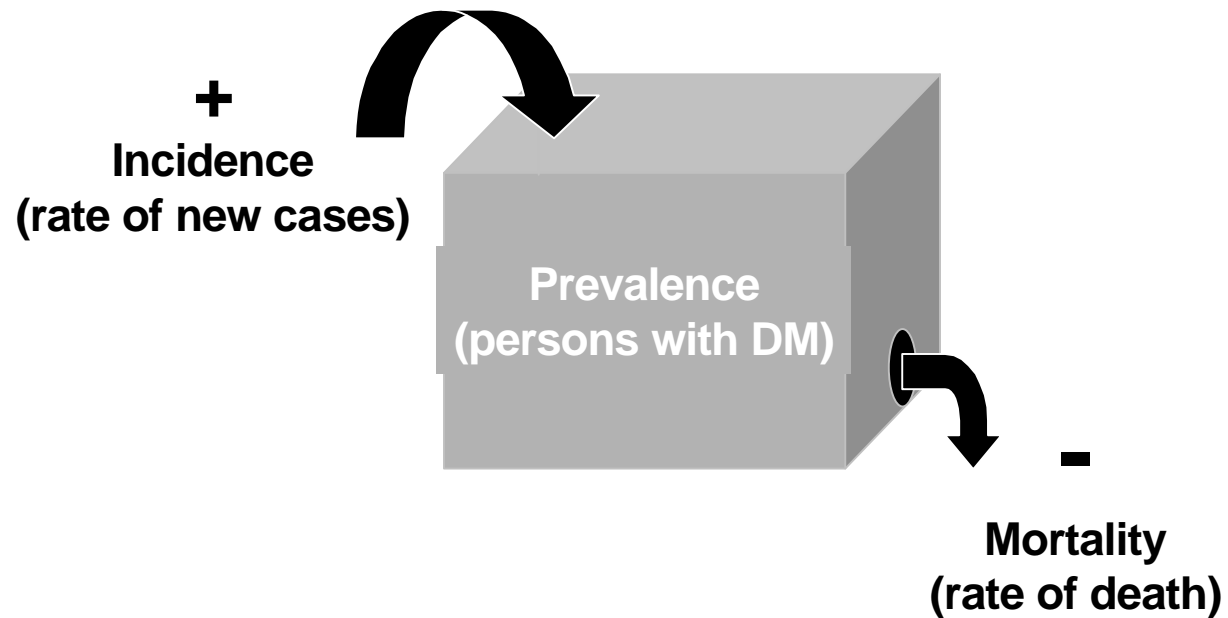 +
Incidence
(rate of new cases)
Prevalence
(persons with DM)
-
Mortality
(rate of death)